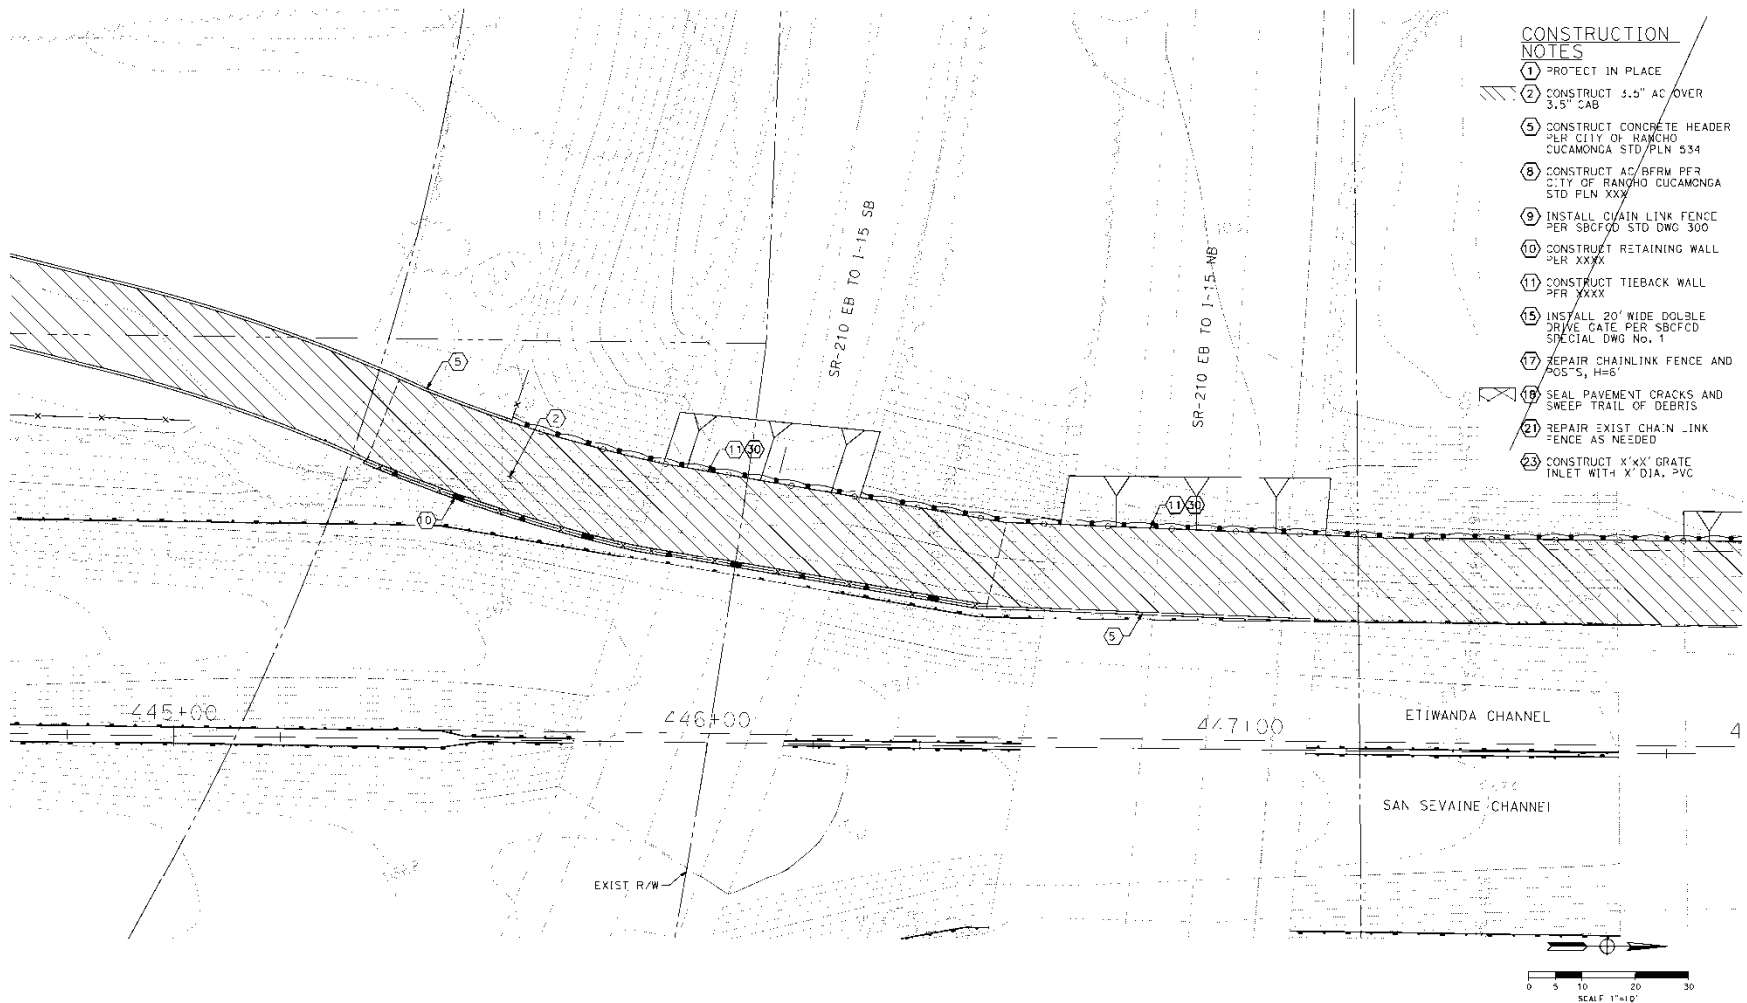 CONSTRUCTION
NOTES
1 PROTECT IN PLACE
2 CONSTRUCT 3.5" AC OVER
3.5" CAB
5 CONSTRUCT CONCRETE HEADER
PER CITY OF RANCHO
CUCAMONGA STD PLN 534
8 CONSTRUCT AC BERM PER
CITY OF RANCHO CUCAMONGA
STD PLN XXX
9 INSTALL CHAIN LINK FENCE
PER SBCFCD STD DWG 300
10 CONSTRUCT RETAINING WALL
PER XXXX
11 CONSTRUCT TIEBACK WALL
PER XXXX
15 INSTALL 20' WIDE DOUBLE
DRIVE GATE PER SBCFCD
SPECIAL DWG No. 1
17 REPAIR CHAINLINK FENCE AND
POSTS, H=6'
18 SEAL PAVEMENT CRACKS AND
SWEEP TRAIL OF DEBRIS
21 REPAIR EXIST CHAIN LINK
FENCE AS NEEDED
23 CONSTRUCT X'xX' GRATE
INLET WITH X' DIA. PVC
SR-210 EB TO I-15 SB
SR-210 EB TO I-15 NB
5
2
11 30
11 30
10
5
445+00
446+00
447+00
4
ETIWANDA CHANNEL
SAN SEVAINE CHANNEL
EXIST R/W
0 5 10 20 30
SCALE 1"=10'